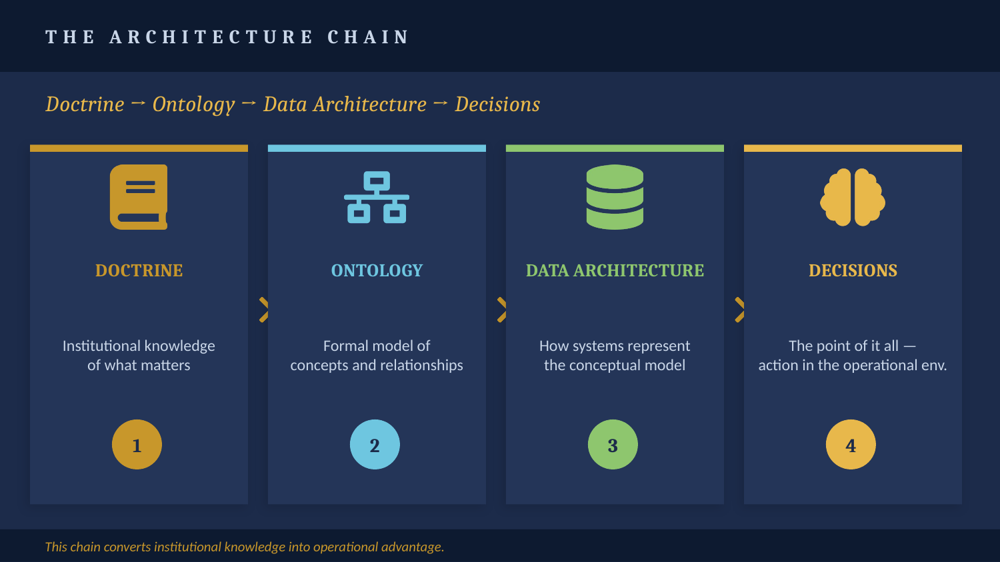 THE ARCHITECTURE CHAIN
Doctrine → Ontology → Data Architecture → Decisions
DOCTRINE
Institutional knowledge
of what matters
1
ONTOLOGY
Formal model of
concepts and relationships
2
DATA ARCHITECTURE
How systems represent
the conceptual model
3
DECISIONS
The point of it all —
action in the operational env.
4
This chain converts institutional knowledge into operational advantage.